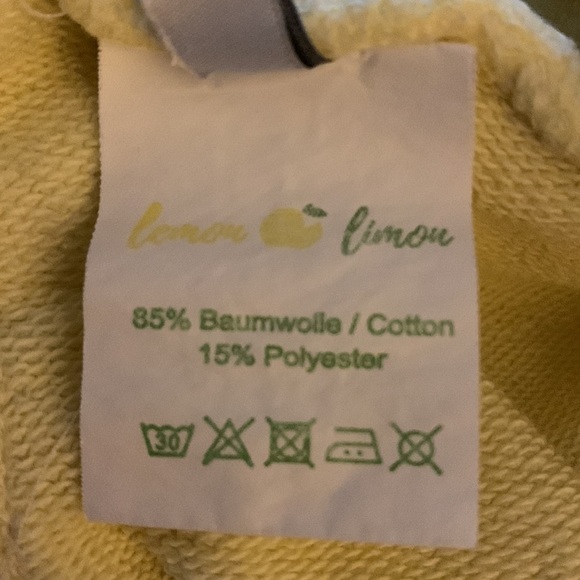 lemon limon
85% Baumwolle / Cotton
15% Polyester
30